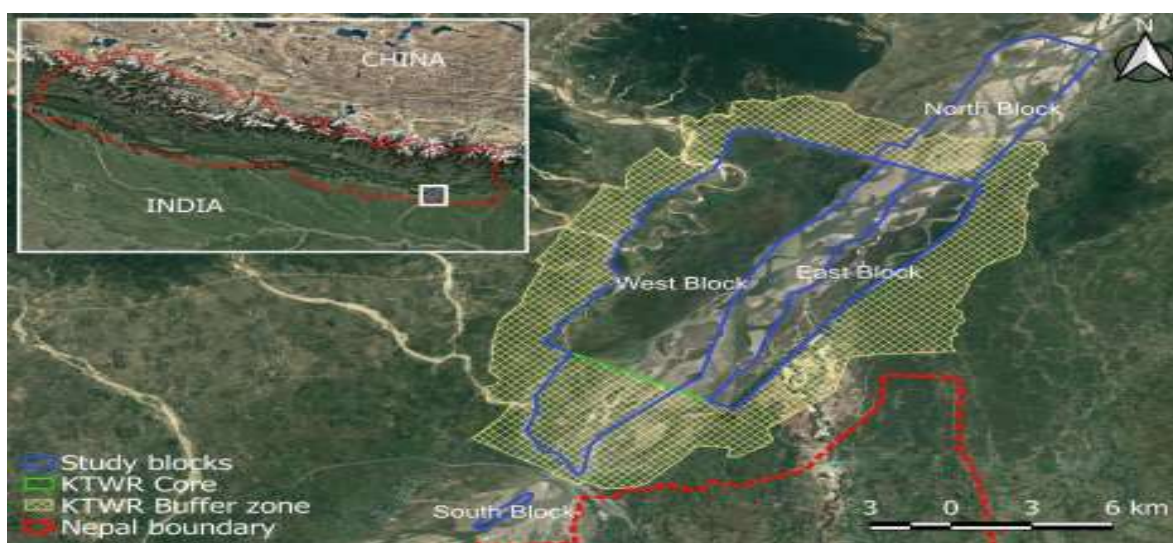 CHINA
INDIA
N
North Block
West Block
East Block
South Block
Study blocks
KTWR Core
KTWR Buffer zone
Nepal boundary
3 0 3 6 km